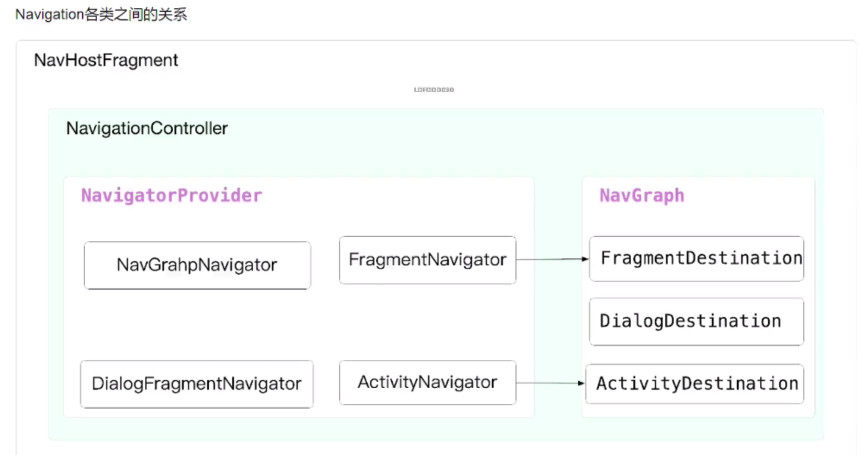 Navigation各类之间的关系
NavHostFragment
NavigationController
NavigatorProvider
NavGraph
NavGrahpNavigator
FragmentNavigator
FragmentDestination
DialogDestination
DialogFragmentNavigator
ActivityNavigator
ActivityDestination